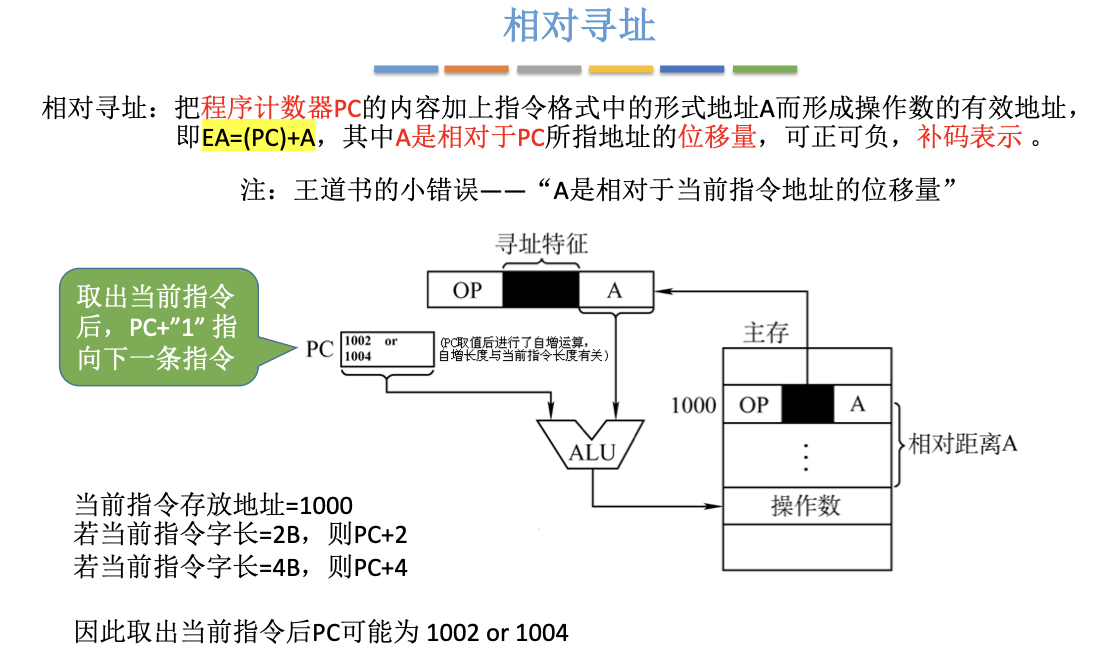 相对寻址
相对寻址：把程序计数器PC的内容加上指令格式中的形式地址A而形成操作数的有效地址，
即EA=(PC)+A，其中A是相对于PC所指地址的位移量，可正可负，补码表示 。
注：王道书的小错误——“A是相对于当前指令地址的位移量”
寻址特征
OP A
取出当前指令
后，PC+”1” 指
向下一条指令
PC
1002 or
1004
(PC取值后进行了自增运算，
自增长度与当前指令长度有关)
主存
1000
OP A
相对距离A
ALU
操作数
当前指令存放地址=1000
若当前指令字长=2B，则PC+2
若当前指令字长=4B，则PC+4
因此取出当前指令后PC可能为 1002 or 1004